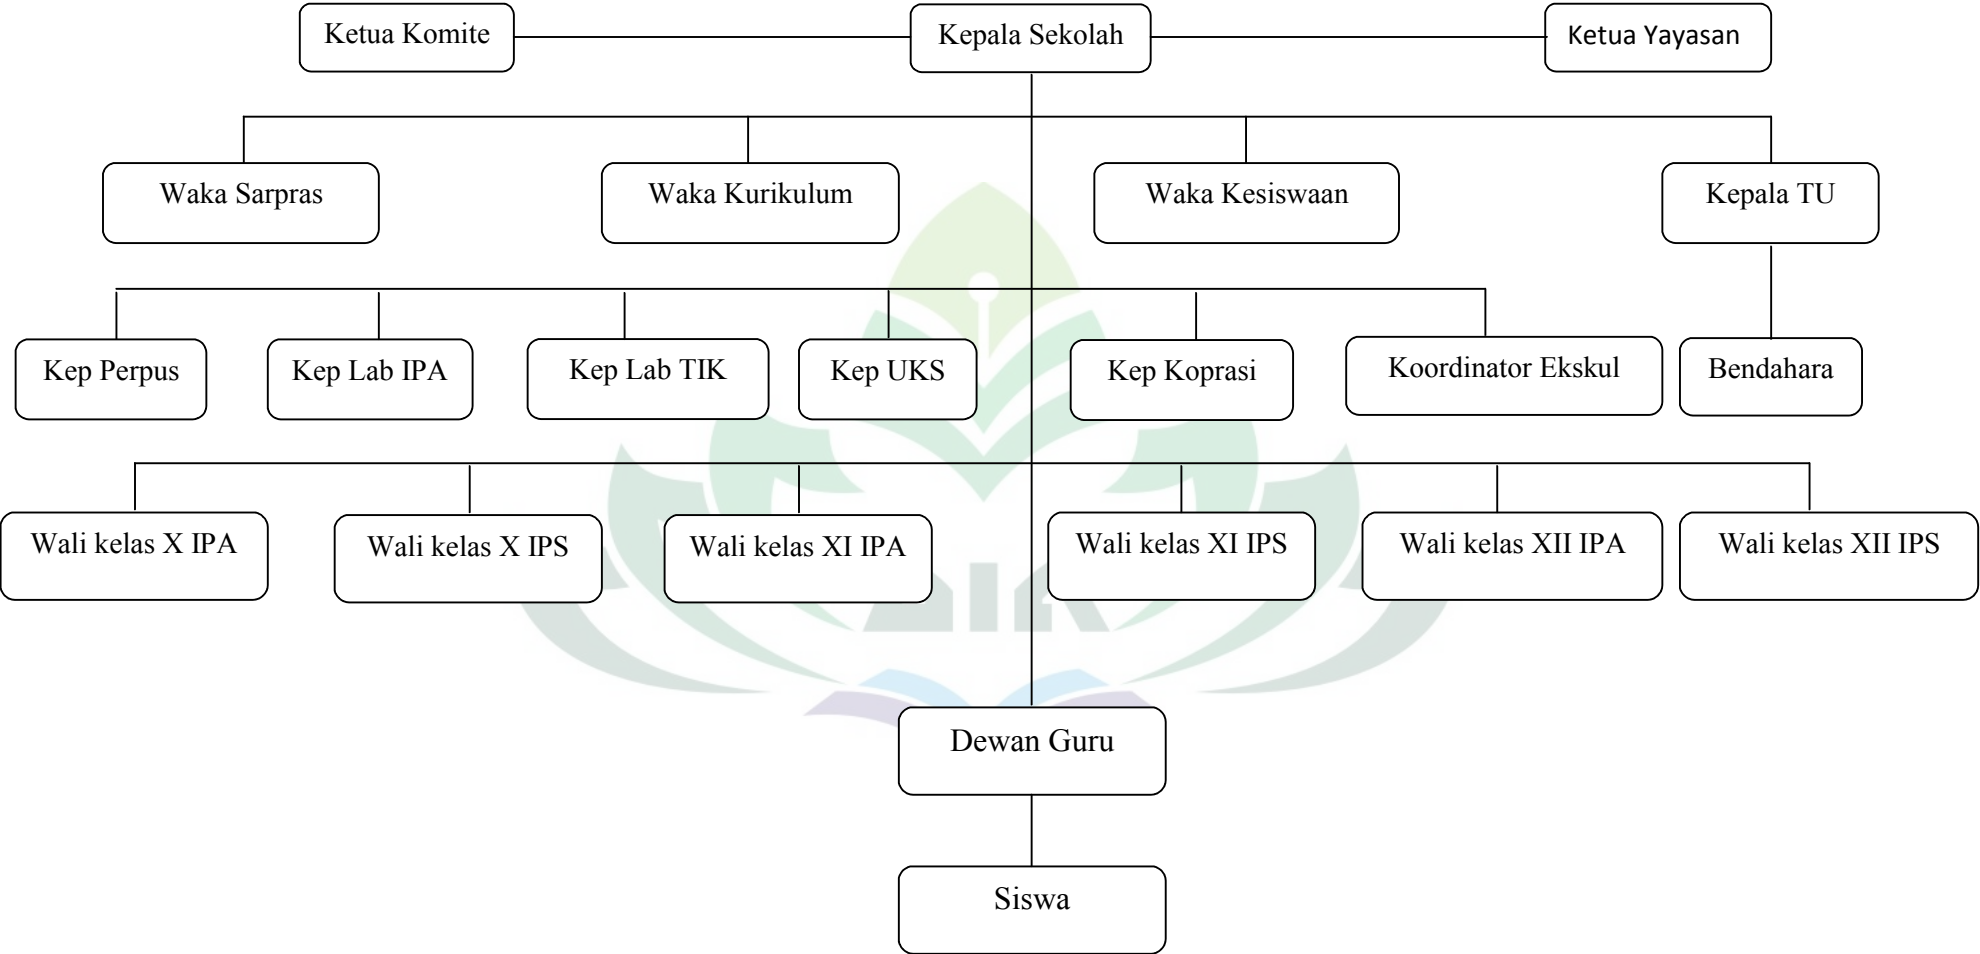 Ketua Komite
Kepala Sekolah
Ketua Yayasan
Waka Sarpras
Waka Kurikulum
Waka Kesiswaan
Kepala TU
Kep Perpus
Kep Lab IPA
Kep Lab TIK
Kep UKS
Kep Koprasi
Koordinator Ekskul
Bendahara
Wali kelas X IPA
Wali kelas X IPS
Wali kelas XI IPA
Wali kelas XI IPS
Wali kelas XII IPA
Wali kelas XII IPS
Dewan Guru
Siswa